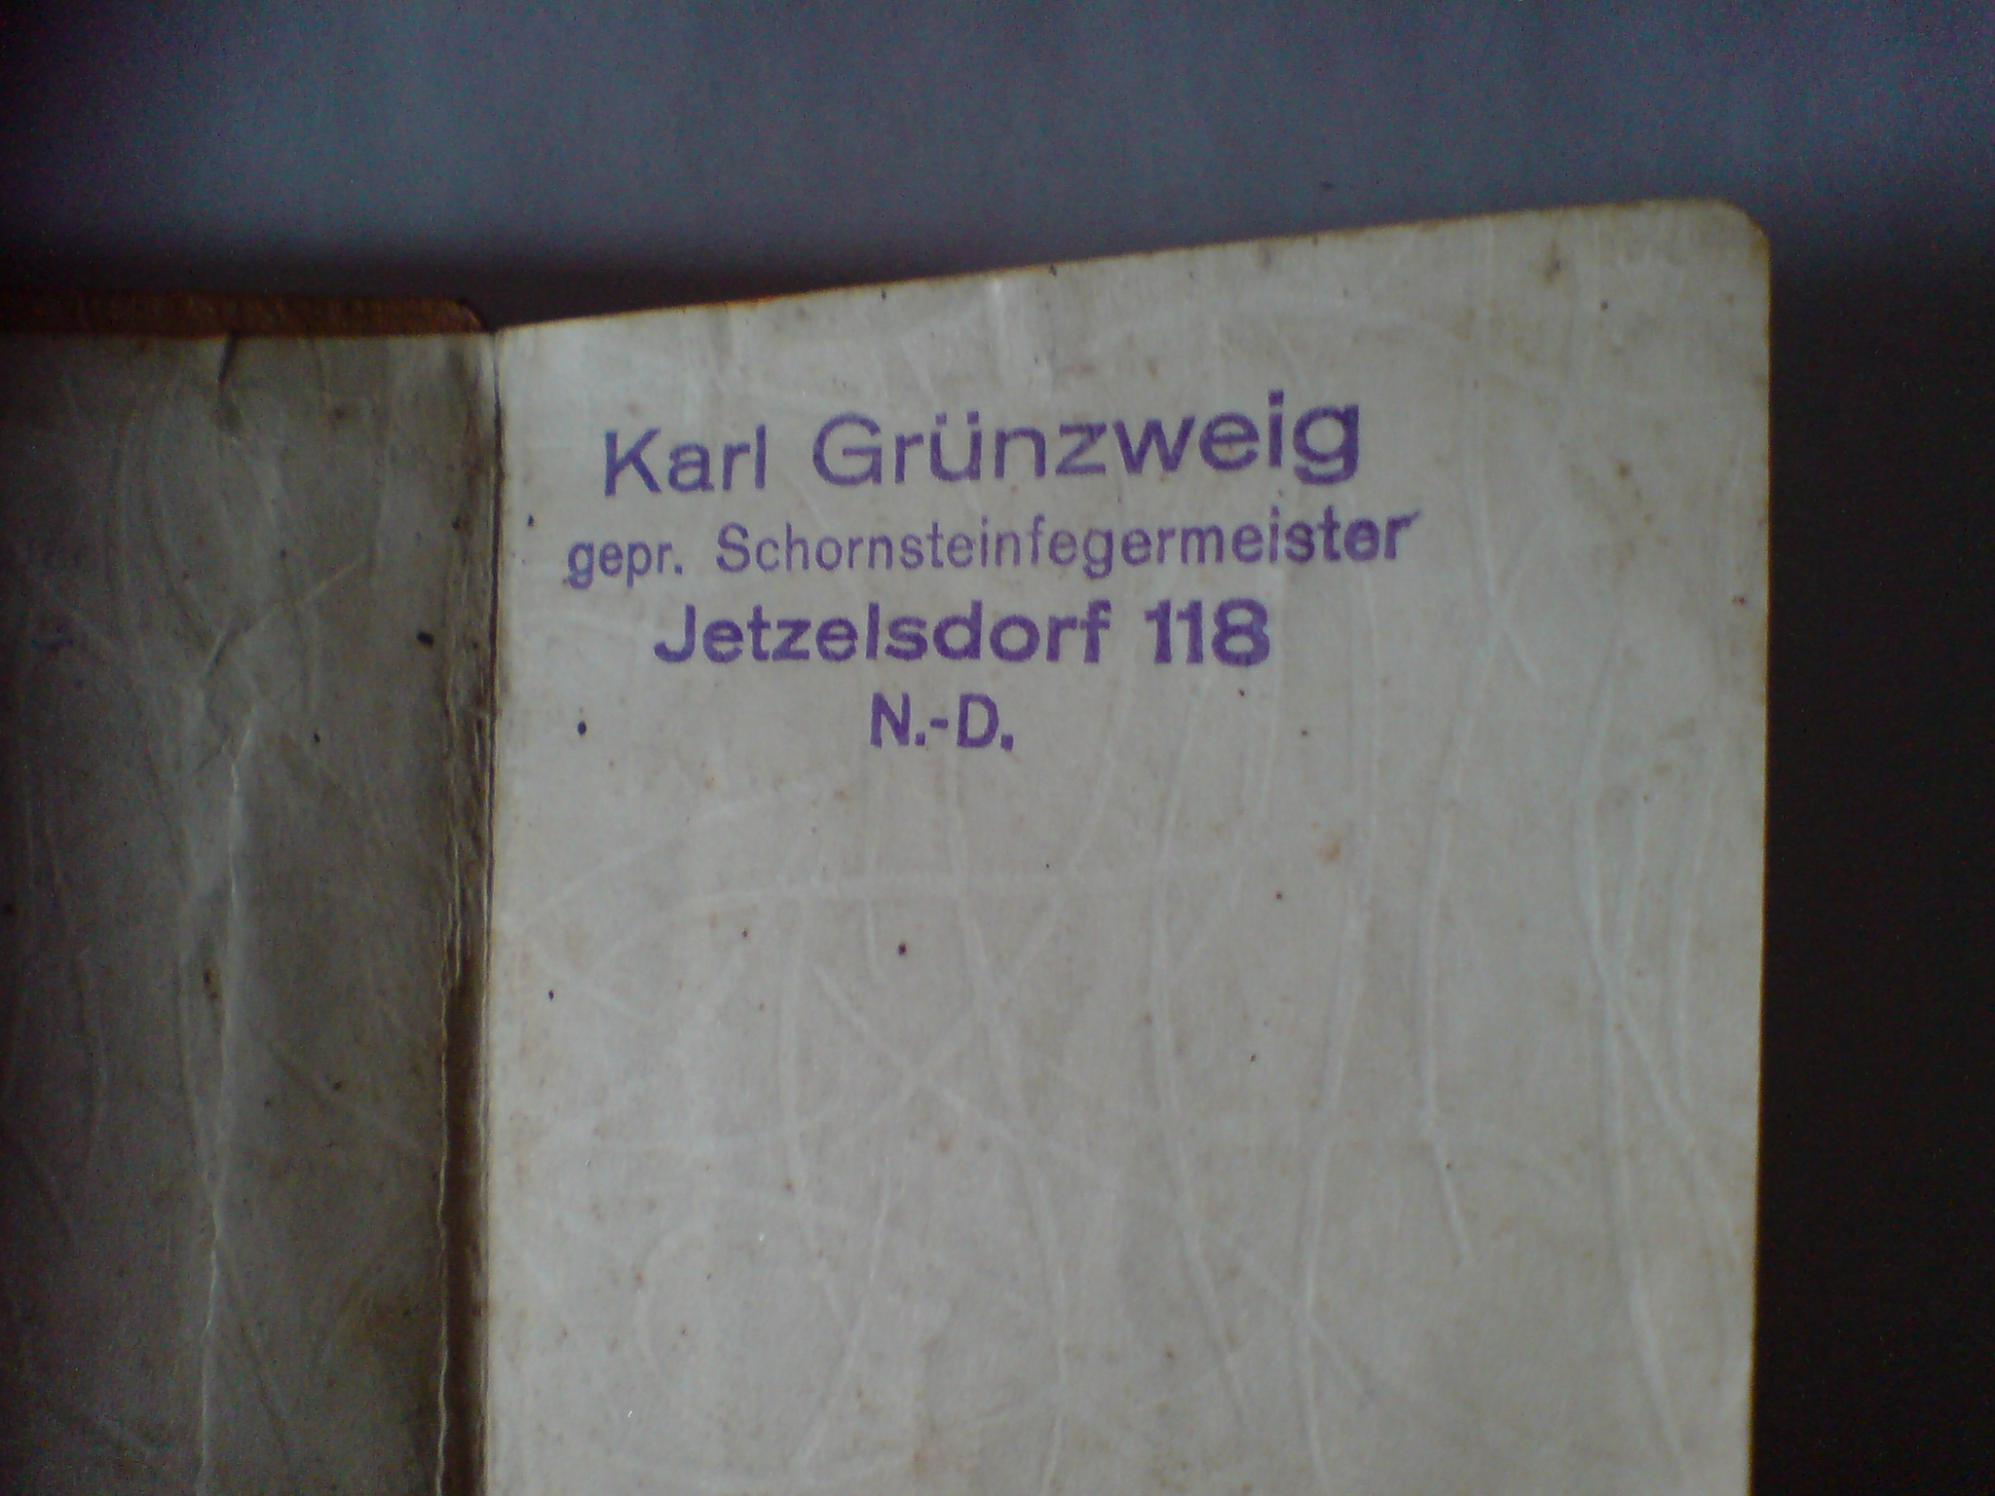 Karl Grünzweig
gepr. Schornsteinfegermeister
Jetzelsdorf 118
N.-D.